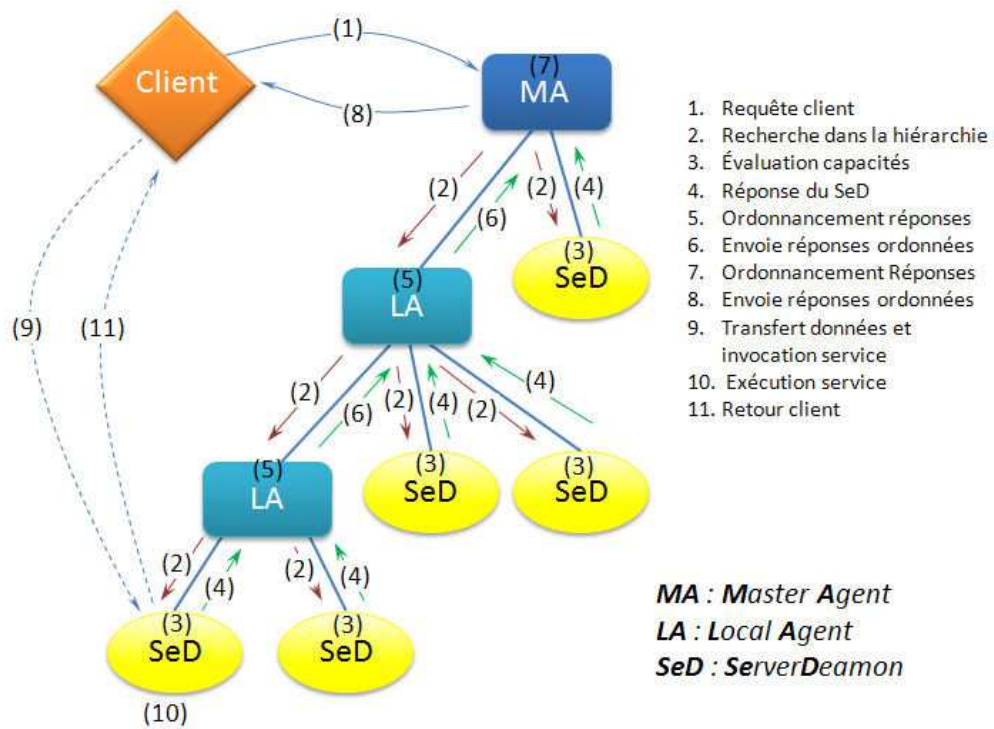 (1)
(7)
Client
MA
(8)
1. Requête client
2. Recherche dans la hiérarchie
3. Évaluation capacités
4. Réponse du SeD
5. Ordonnancement réponses
6. Envoie réponses ordonnées
7. Ordonnancement Réponses
8. Envoie réponses ordonnées
9. Transfert données et
invocation service
10. Exécution service
11. Retour client
(2)
(2)
(4)
(6)
(3)
SeD
(5)
LA
(9)
(11)
(2)
(6)
(2)
(4)
(2)
(4)
(5)
LA
(3)
SeD
(3)
SeD
(2)
(4)
(2)
(4)
(3)
SeD
(3)
SeD
(10)
MA : Master Agent
LA : Local Agent
SeD : ServerDeamon